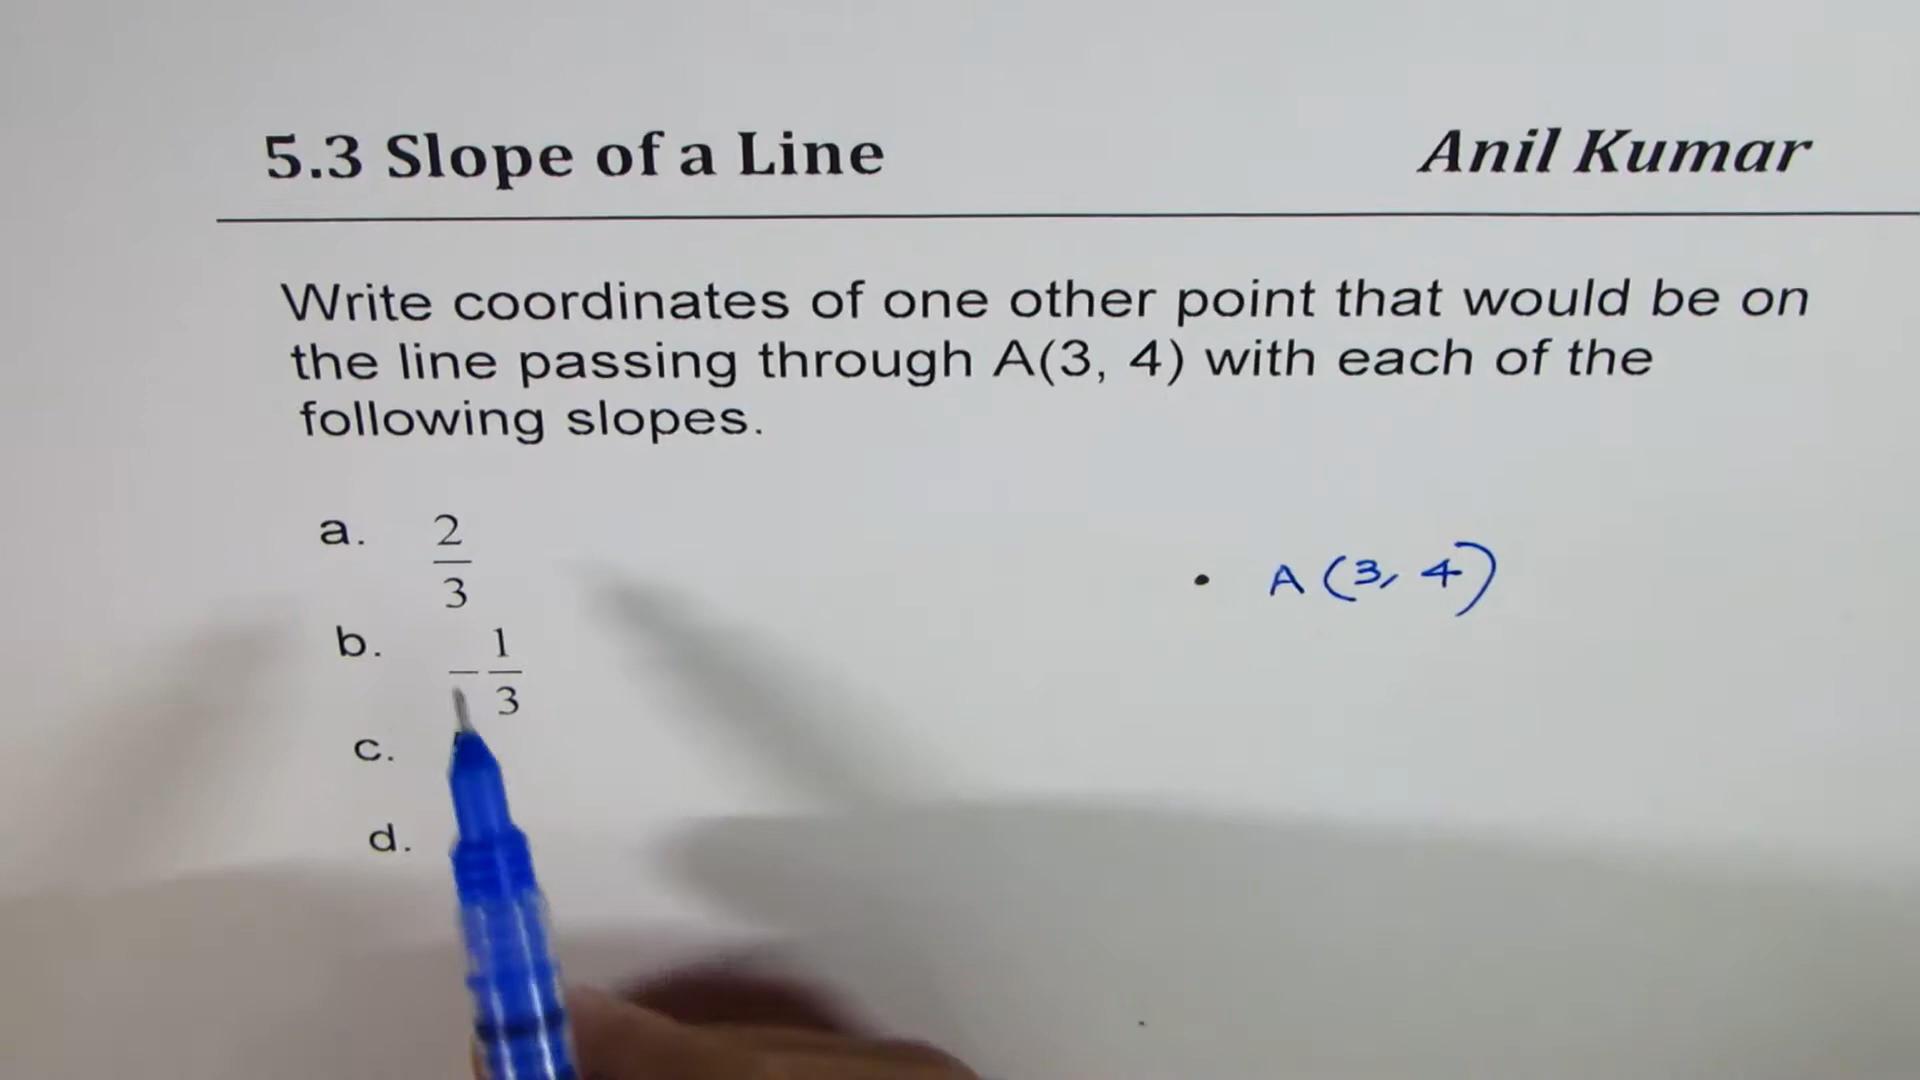 5.3 Slope of a Line Anil Kumar
Write coordinates of one other point that would be on
the line passing through A(3, 4) with each of the
following slopes.
a. 2/3
• A (3, 4)
b. -1/3
c.
d.